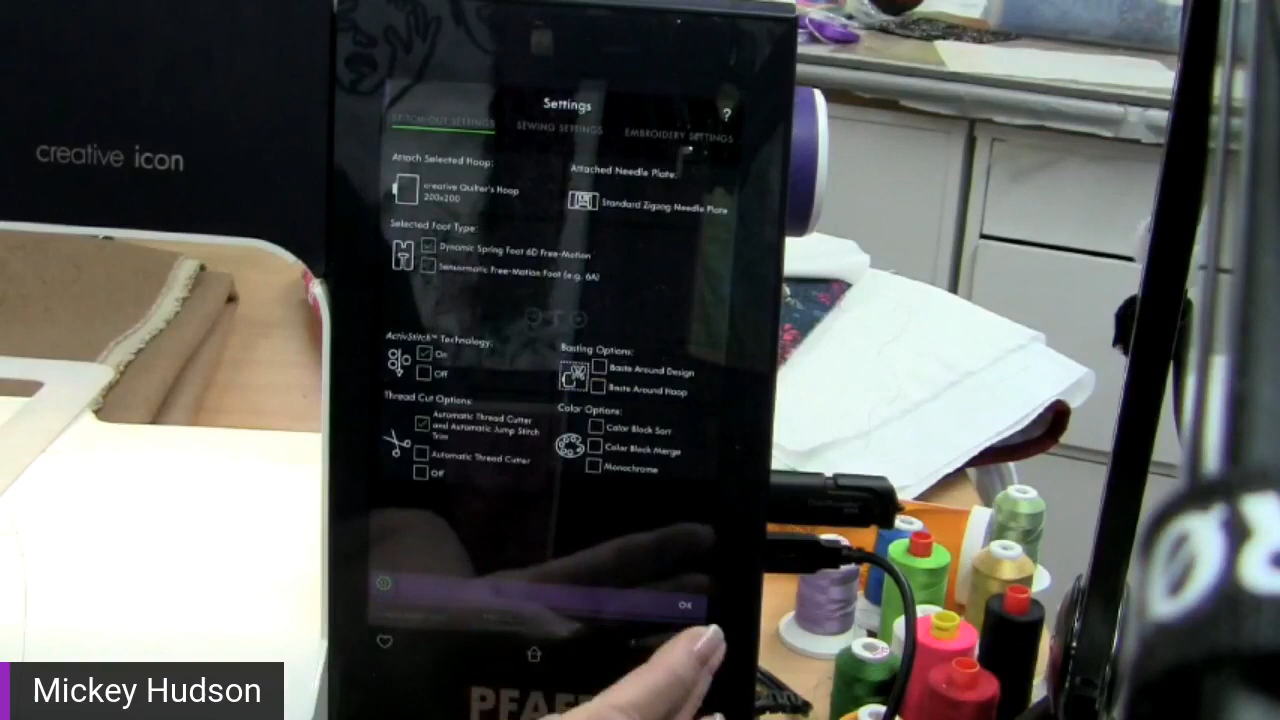 creative icon
Settings
?
STITCH-OUT SETTINGS
SEWING SETTINGS
EMBROIDERY SETTINGS
Attach Selected Hoop:
creative Quilter's Hoop
200x200
Attached Needle Plate:
Standard Zigzag Needle Plate
Selected Foot Type:
Dynamic Spring Foot 6D Free-Motion
Sensormatic Free-Motion Foot (e.g. 6A)
ActivStitch™ Technology:
On
Off
Basting Options:
Baste Around Design
Baste Around Hoop
Thread Cut Options:
Automatic Thread Cutter
and Automatic Jump Stitch
Trim
Automatic Thread Cutter
Off
Color Options:
Color Block Sort
Color Block Merge
Monochrome
OK
PFAFF
Mickey Hudson